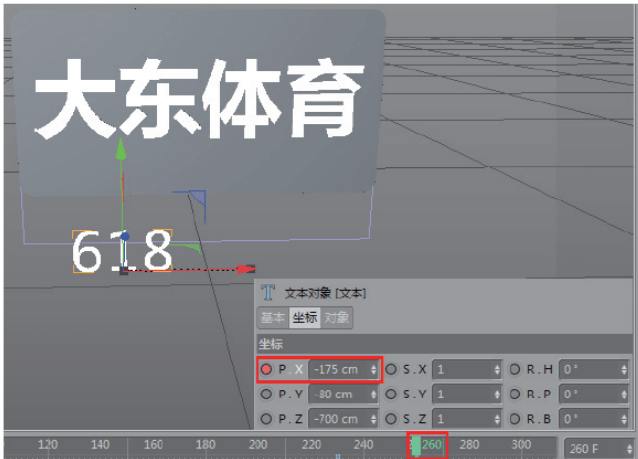 大东体育
618
文本对象 [文本]
基本 坐标 对象
坐标
P . X -175 cm S . X 1 R . H 0°
P . Y -80 cm S . Y 1 R . P 0°
P . Z -700 cm S . Z 1 R . B 0°
120 140 160 180 200 220 240 260 280 300 260 F